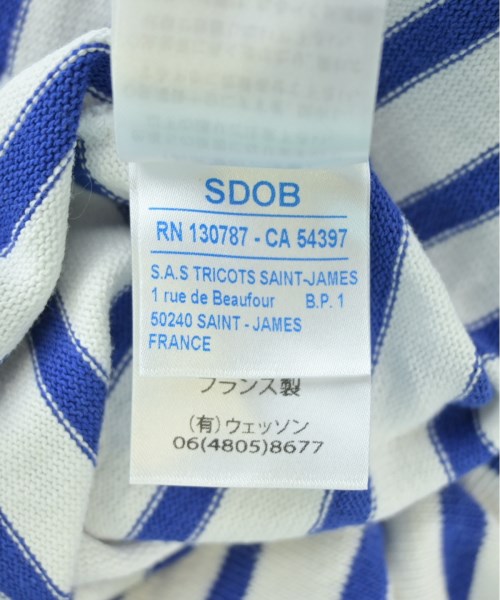 SDOB
RN 130787 - CA 54397
S.A.S TRICOTS SAINT-JAMES
1 rue de Beaufour B.P. 1
50240 SAINT - JAMES
FRANCE
フランス製
(有)ウェッソン
06(4805)8677